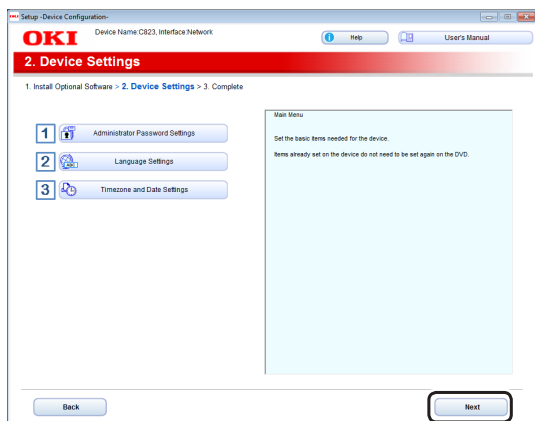 Setup -Device Configuration-
OKI
Device Name:C823, Interface:Network
Help
User's Manual
2. Device Settings
1. Install Optional Software > 2. Device Settings > 3. Complete
1 Administrator Password Settings
2 Language Settings
3 Timezone and Date Settings
Main Menu
Set the basic items needed for the device.
Items already set on the device do not need to be set again on the DVD.
Back
Next